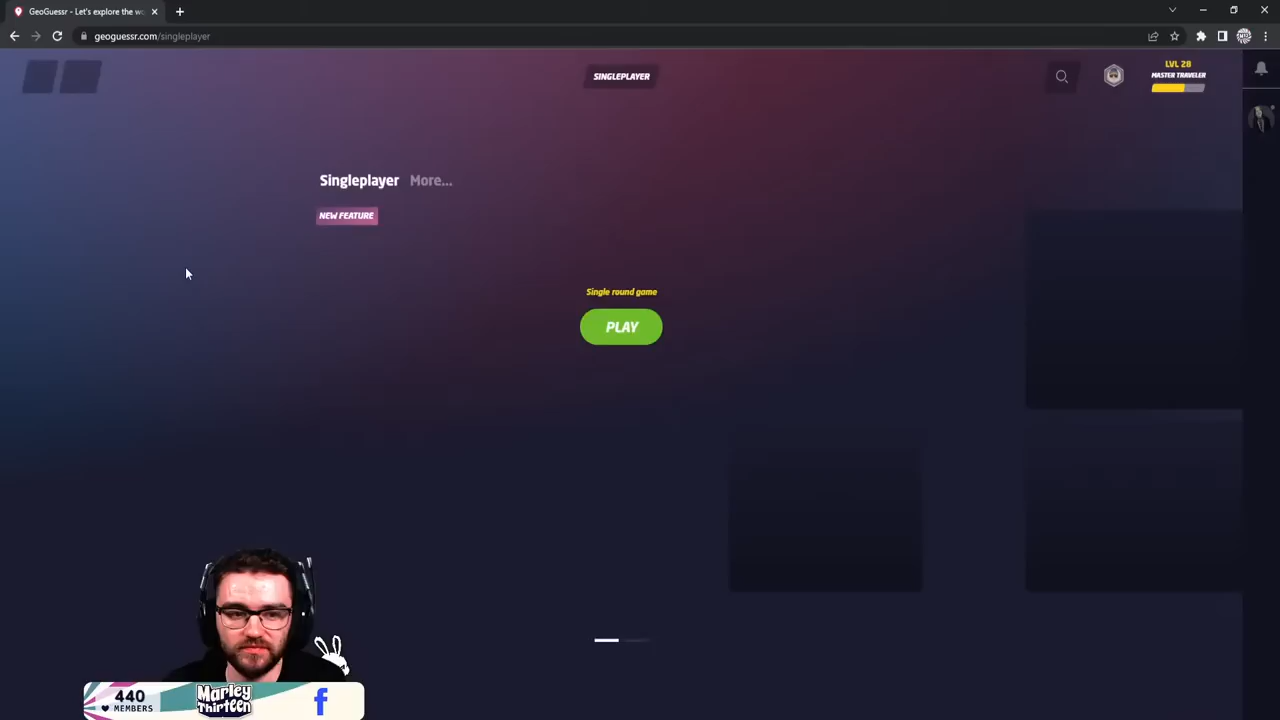 GeoGuessr - Let's explore the wo
geoguessr.com/singleplayer
SINGLEPLAYER
LVL 28
MASTER TRAVELER
Singleplayer More...
NEW FEATURE
Single round game
PLAY
440
MEMBERS
Marley
Thirteen
f